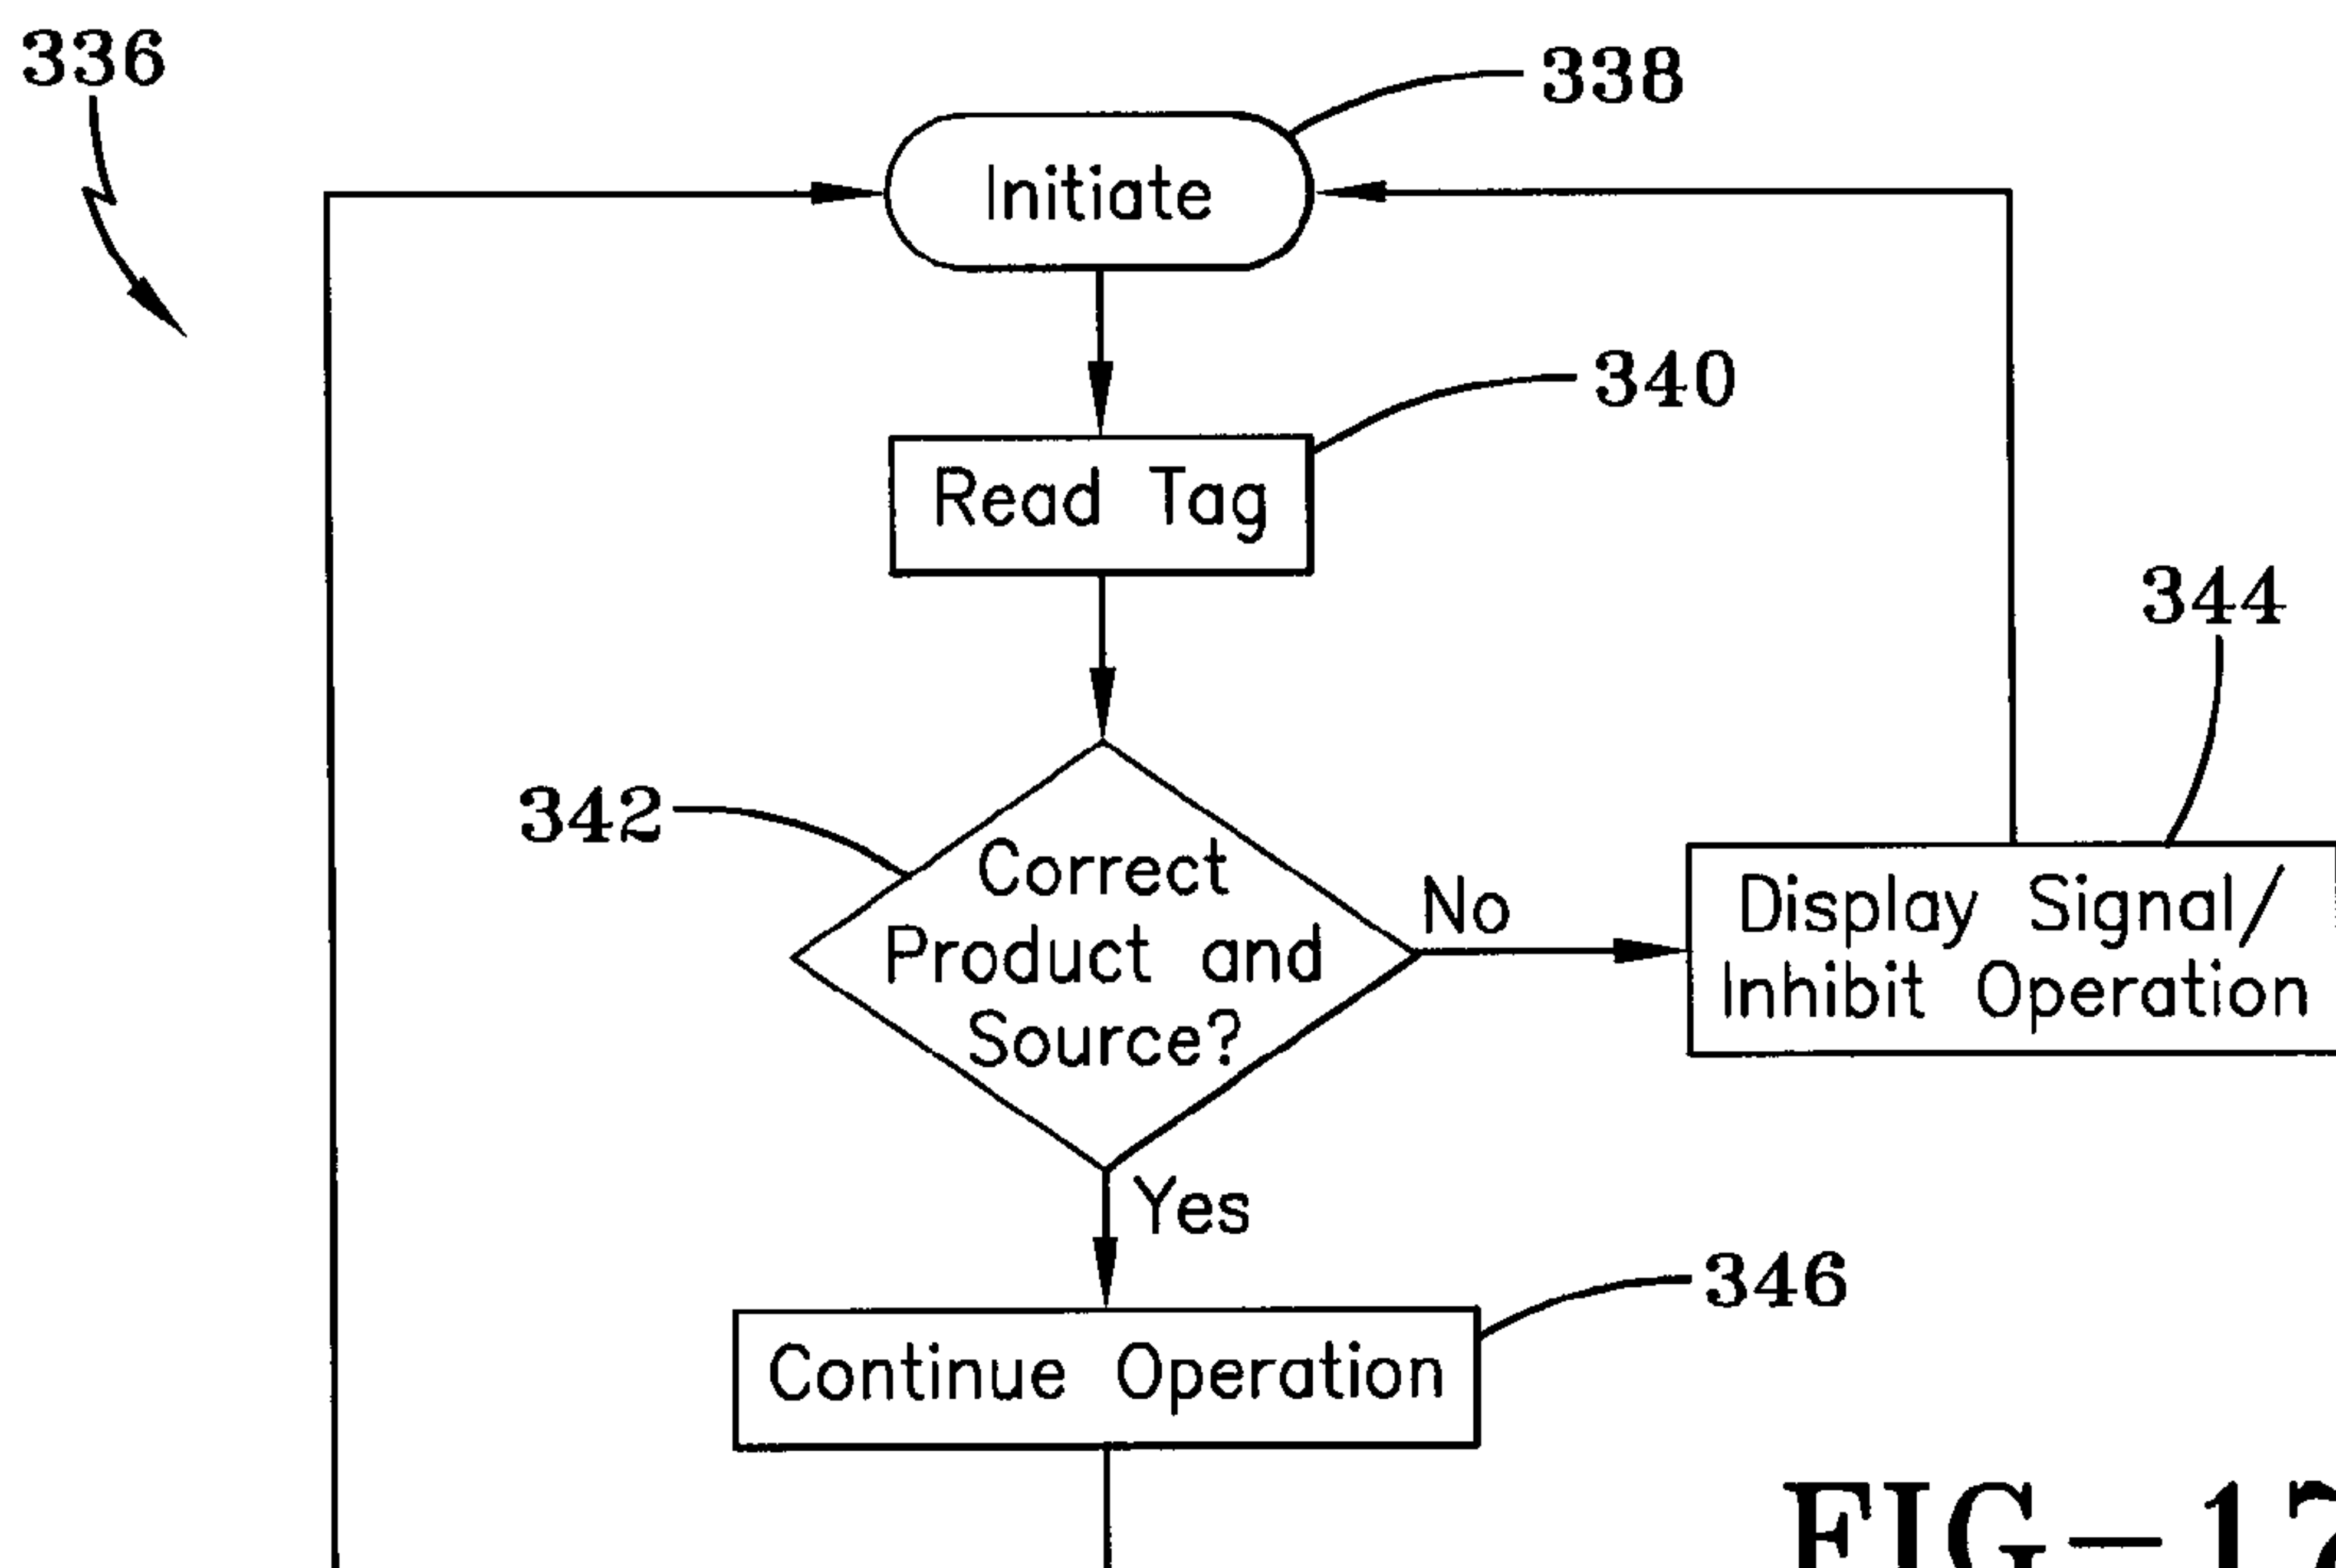 336
338
Initiate
340
Read Tag
344
342
Correct
Product and
Source?
No
Display Signal/
Inhibit Operation
Yes
346
Continue Operation